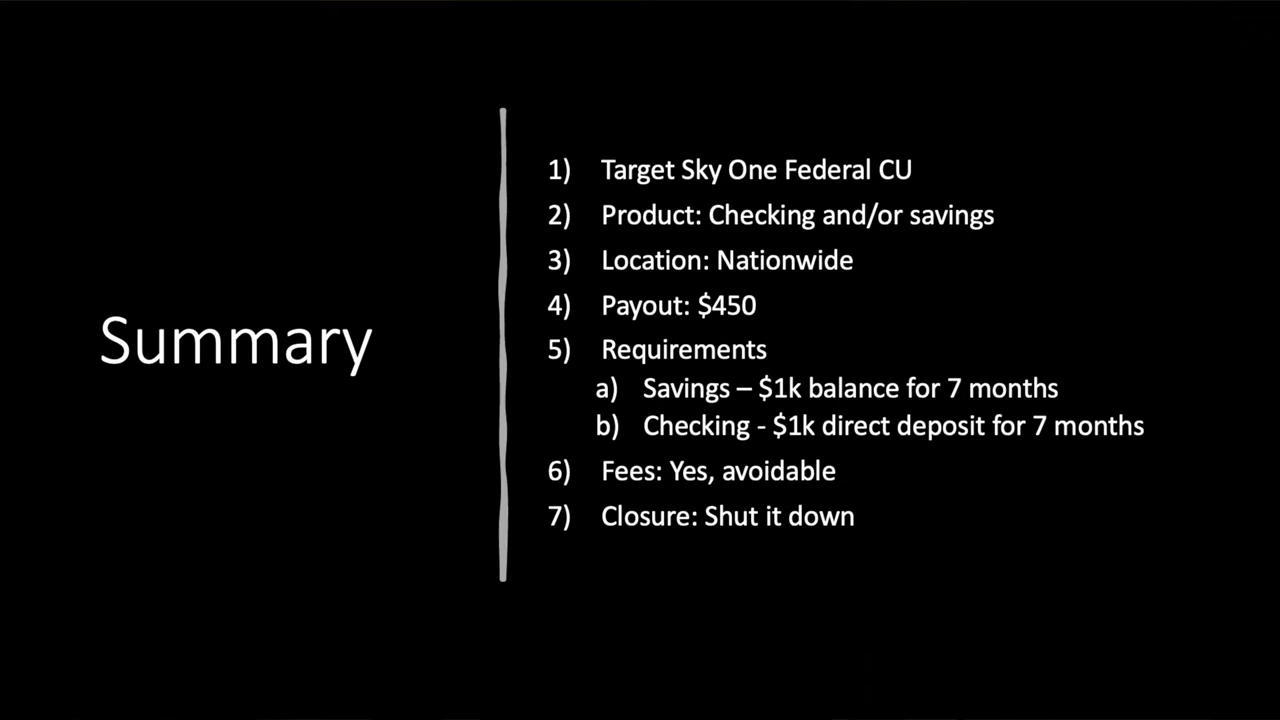 Summary
1) Target Sky One Federal CU
2) Product: Checking and/or savings
3) Location: Nationwide
4) Payout: $450
5) Requirements
a) Savings – $1k balance for 7 months
b) Checking - $1k direct deposit for 7 months
6) Fees: Yes, avoidable
7) Closure: Shut it down